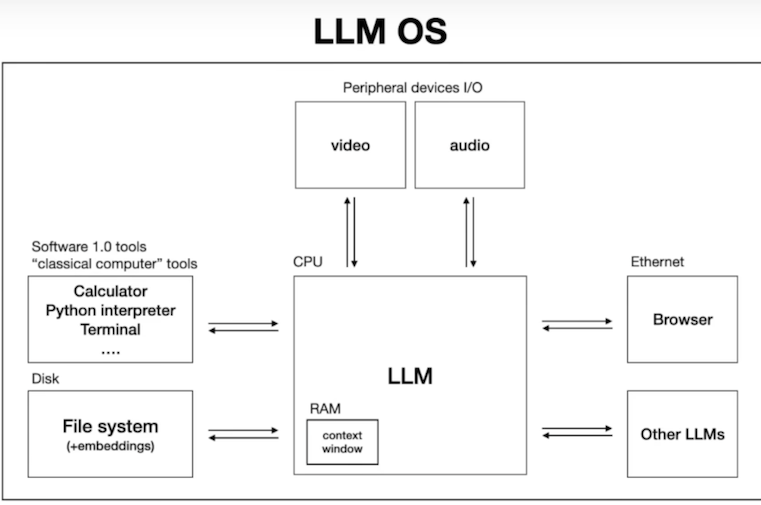 LLM OS
Peripheral devices I/O
video
audio
Software 1.0 tools
“classical computer” tools
Calculator
Python interpreter
Terminal
....
CPU
LLM
RAM
context
window
Ethernet
Browser
Disk
File system
(+embeddings)
Other LLMs